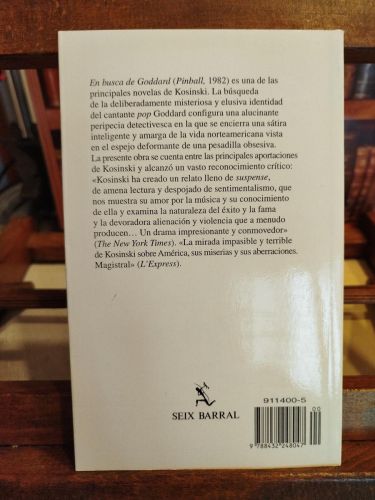 En busca de Goddard (Pinball, 1982) es una de las
principales novelas de Kosinski. La búsqueda
de la deliberadamente misteriosa y elusiva identidad
del cantante pop Goddard configura una alucinante
peripecia detectivesca en la que se encierra una sátira
inteligente y amarga de la vida norteamericana vista
en el espejo deformante de una pesadilla obsesiva.
La presente obra se cuenta entre las principales aportaciones
de Kosinski y alcanzó un vasto reconocimiento crítico:
«Kosinski ha creado un relato lleno de suspense,
de amena lectura y despojado de sentimentalismo, que
nos muestra su amor por la música y su conocimiento
de ella y examina la naturaleza del éxito y la fama
y la devoradora alienación y violencia que a menudo
producen... Un drama impresionante y conmovedor»
(The New York Times). «La mirada impasible y terrible
de Kosinski sobre América, sus miserias y sus aberraciones.
Magistral» (L'Express).
SEIX BARRAL
911400-5
00
9 788432 248047